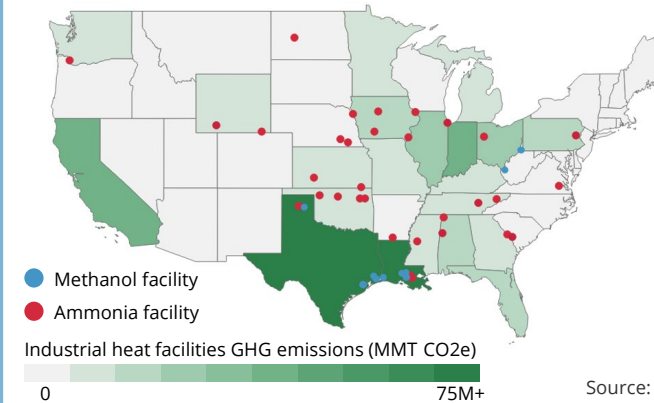 Methanol facility
Ammonia facility
Industrial heat facilities GHG emissions (MMT CO2e)
0 75M+
Source: